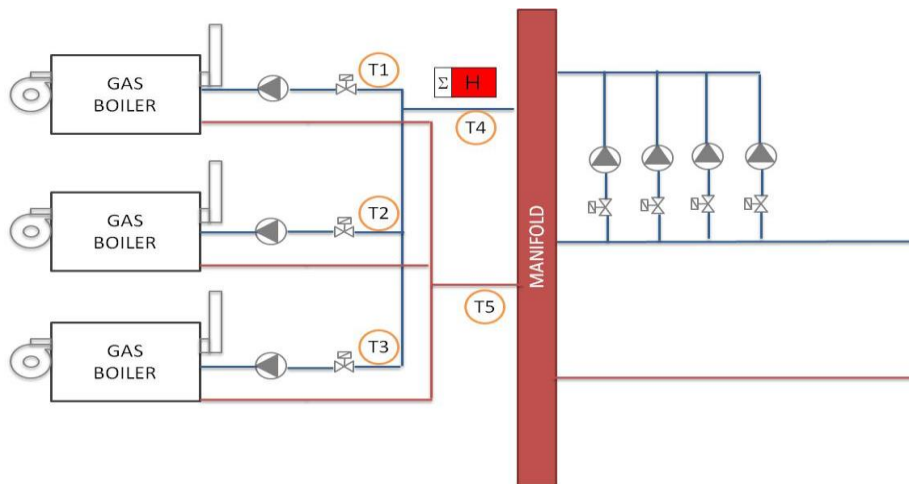 GAS
BOILER
T1
Σ H
T4
GAS
BOILER
T2
T5
GAS
BOILER
T3
MANIFOLD